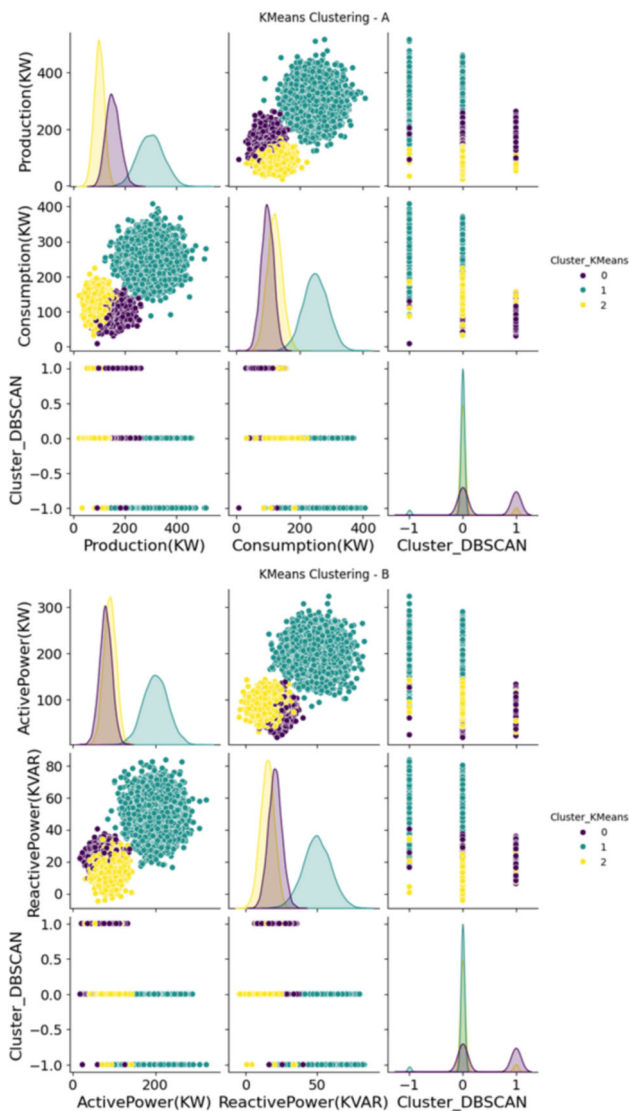 KMeans Clustering - A
Production(KW)
400
200
0
Consumption(KW)
400
300
200
100
0
Cluster_KMeans
0
1
2
Cluster_DBSCAN
1.0
0.5
0.0
−0.5
−1.0
0 200 400
0 200 400
−1 0 1
Production(KW) Consumption(KW) Cluster_DBSCAN
KMeans Clustering - B
ActivePower(KW)
300
200
100
ReactivePower(KVAR)
80
60
40
20
0
Cluster_KMeans
0
1
2
Cluster_DBSCAN
1.0
0.5
0.0
−0.5
−1.0
0 200
0 50
−1 0 1
ActivePower(KW) ReactivePower(KVAR) Cluster_DBSCAN